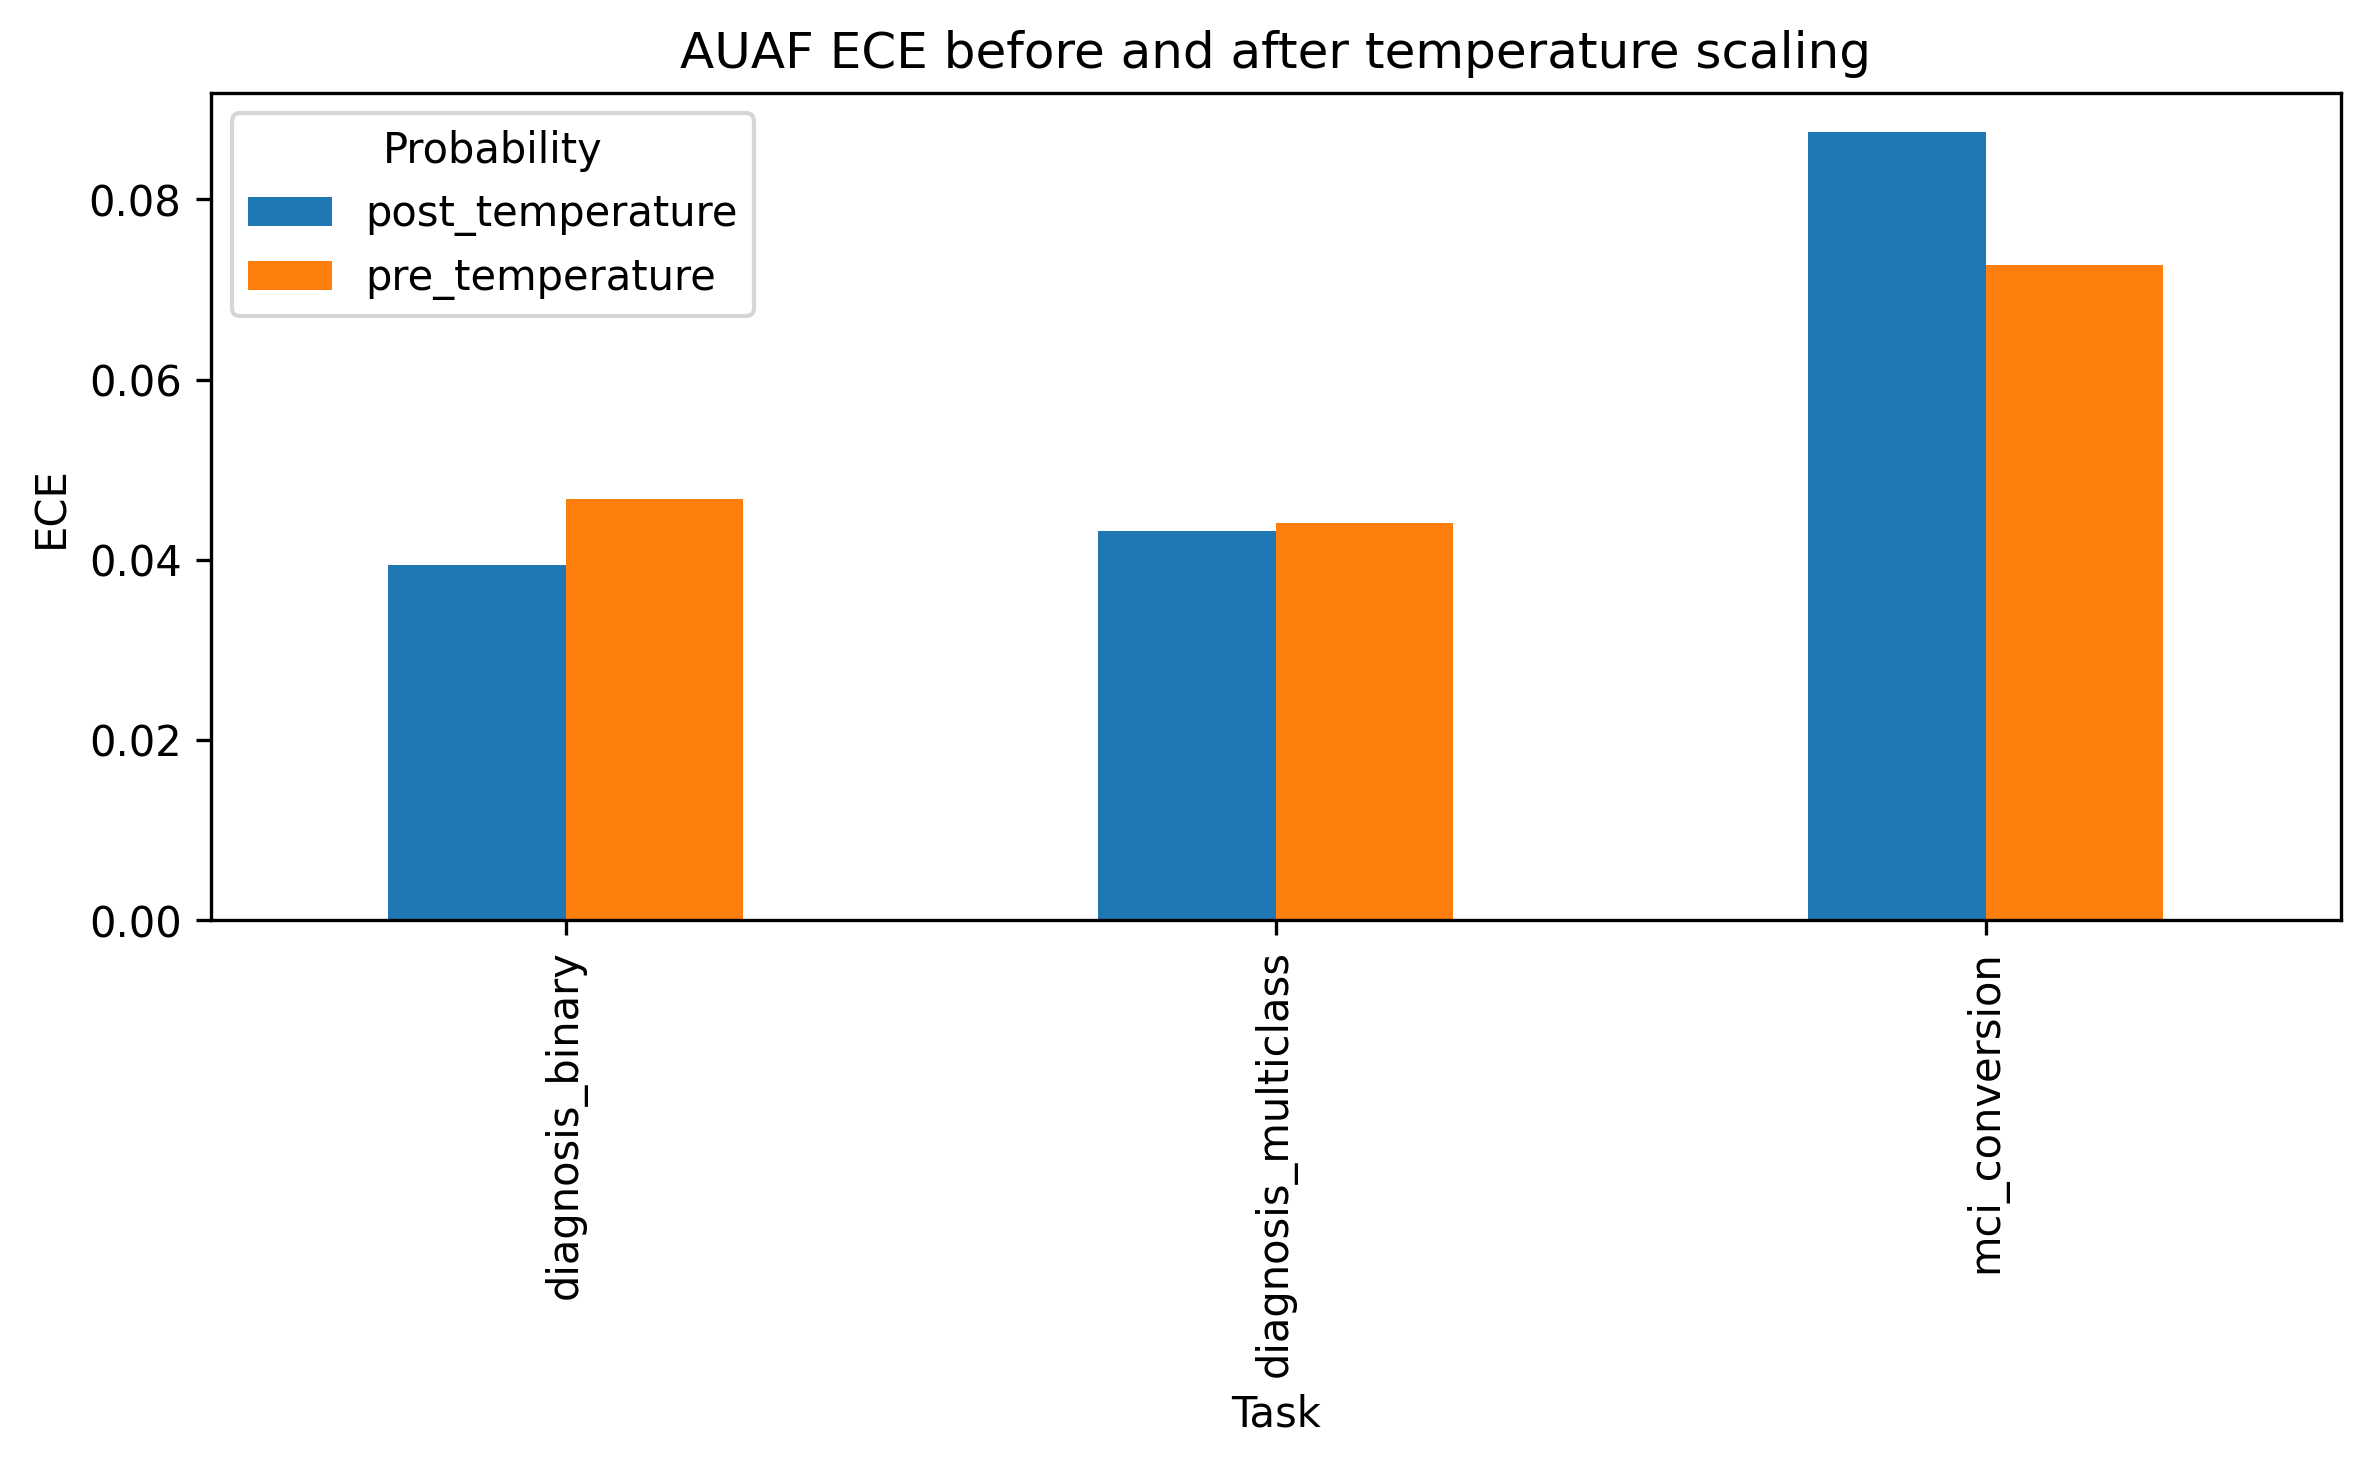 AUAF ECE before and after temperature scaling
Probability
post_temperature
pre_temperature
ECE
0.08
0.06
0.04
0.02
0.00
diagnosis_binary
diagnosis_multiclass
mci_conversion
Task